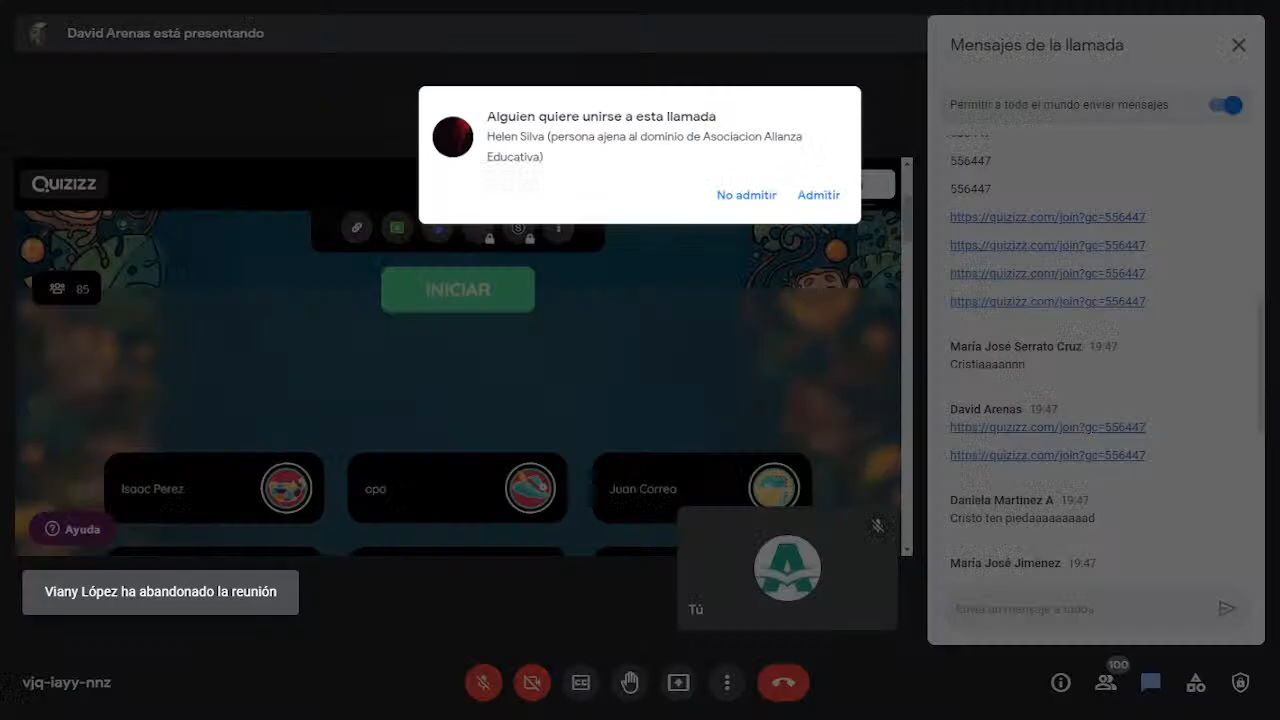 David Arenas está presentando
Alguien quiere unirse a esta llamada
Helen Silva (persona ajena al dominio de Asociacion Alianza
Educativa)
No admitir
Admitir
Quizizz
85
INICIAR
Isaac Perez
opo
Juan Correa
Ayuda
Viany López ha abandonado la reunión
Tú
Mensajes de la llamada
Permitir a todo el mundo enviar mensajes
556447
556447
https://quizizz.com/join?gc=556447
https://quizizz.com/join?gc=556447
https://quizizz.com/join?gc=556447
https://quizizz.com/join?gc=556447
María José Serrato Cruz 19:47
Cristiaaaannn
David Arenas 19:47
https://quizizz.com/join?gc=556447
https://quizizz.com/join?gc=556447
Daniela Martinez A 19:47
Cristo ten piedaaaaaaaaad
María José Jimenez 19:47
Envía un mensaje a todos
vjq-iayy-nnz
100